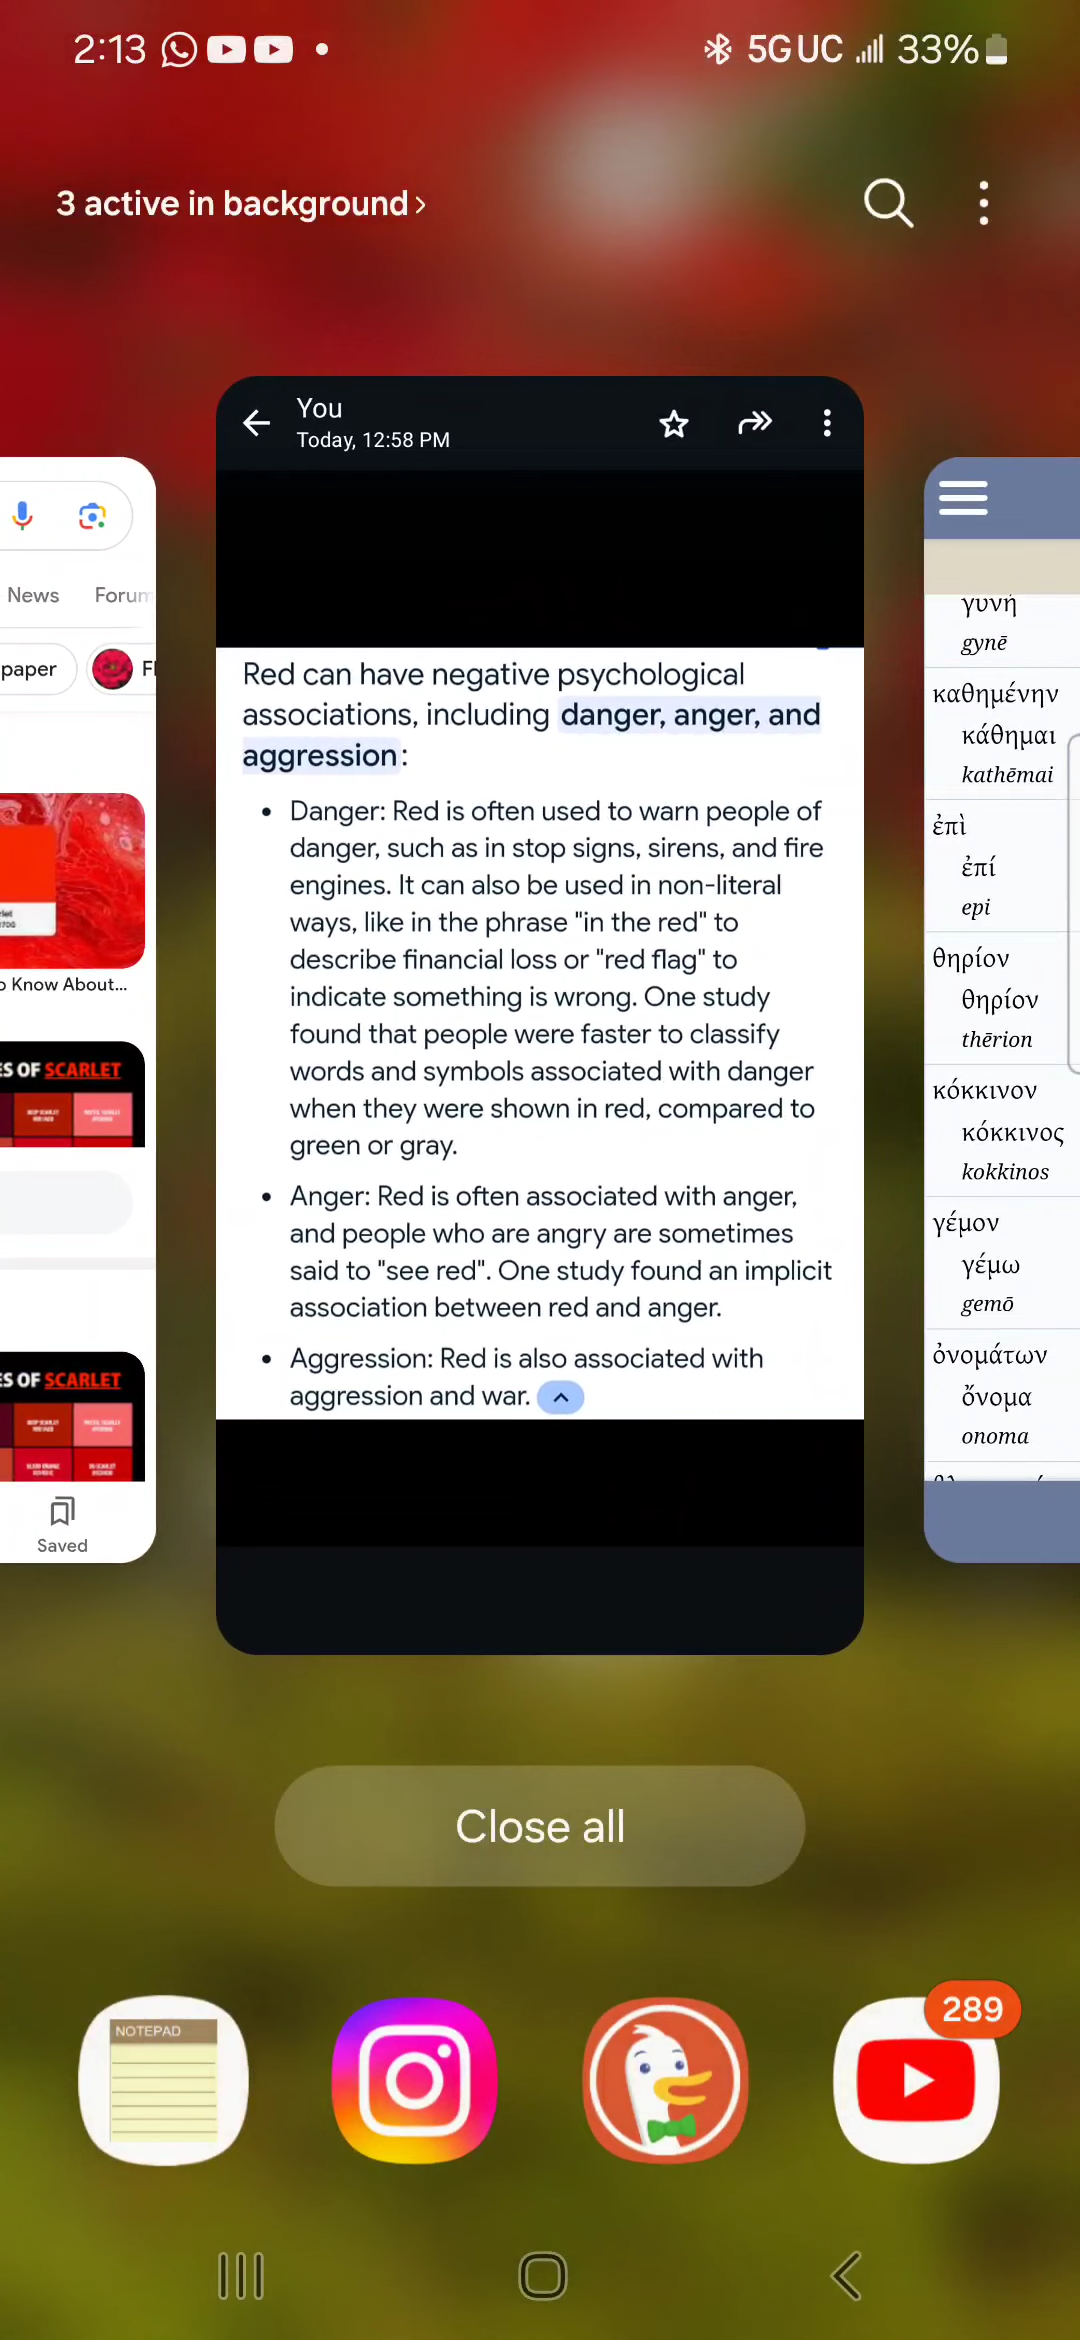 2:13
5G UC 33%
3 active in background
News Forum
paper
o Know About...
ES OF SCARLET
ES OF SCARLET
Saved
You
Today, 12:58 PM
Red can have negative psychological
associations, including danger, anger, and
aggression:
• Danger: Red is often used to warn people of
danger, such as in stop signs, sirens, and fire
engines. It can also be used in non-literal
ways, like in the phrase "in the red" to
describe financial loss or "red flag" to
indicate something is wrong. One study
found that people were faster to classify
words and symbols associated with danger
when they were shown in red, compared to
green or gray.
• Anger: Red is often associated with anger,
and people who are angry are sometimes
said to "see red". One study found an implicit
association between red and anger.
• Aggression: Red is also associated with
aggression and war.
γυνή
gynē
καθημένην
κάθημαι
kathēmai
ἐπὶ
ἐπί
epi
θηρίον
θηρίον
thērion
κόκκινον
κόκκινος
kokkinos
γέμον
γέμω
gemō
ὀνομάτων
ὄνομα
onoma
Close all
NOTEPAD
289